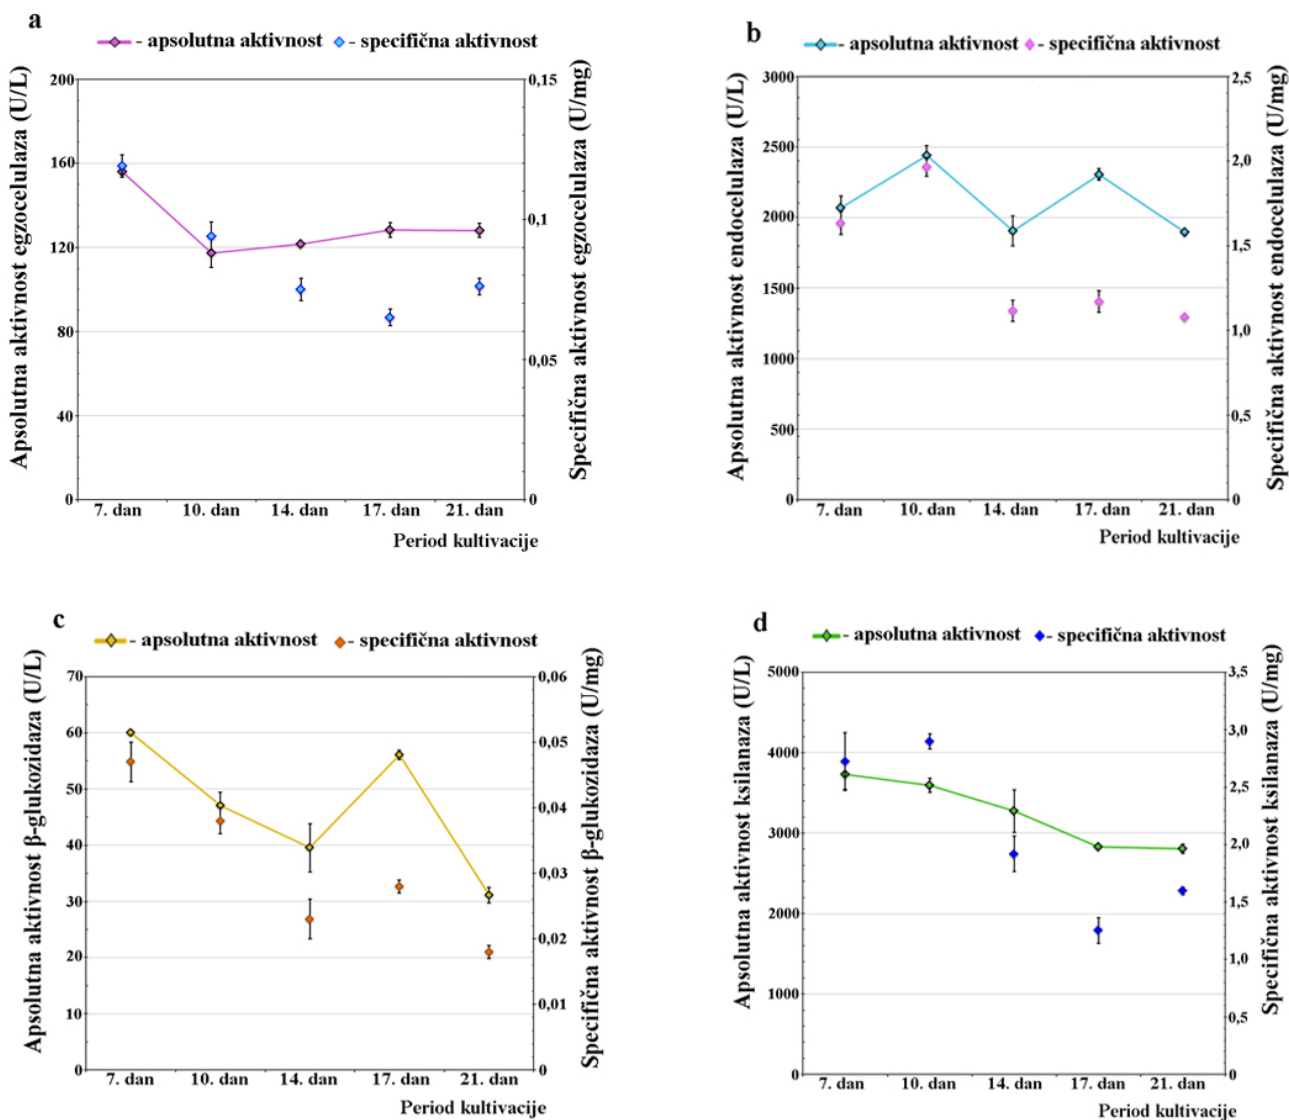 a
- apsolutna aktivnost - specifična aktivnost
Apsolutna aktivnost egzocelulaza (U/L)
200
160
120
80
40
0
0,15
0,1
0,05
0
Specifična aktivnost egzocelulaza (U/mg)
7. dan 10. dan 14. dan 17. dan 21. dan
Period kultivacije
b
- apsolutna aktivnost - specifična aktivnost
Apsolutna aktivnost endocelulaza (U/L)
3000
2500
2000
1500
1000
500
0
2,5
2,0
1,5
1,0
0,5
0
Specifična aktivnost endocelulaza (U/mg)
7. dan 10. dan 14. dan 17. dan 21. dan
Period kultivacije
c
- apsolutna aktivnost - specifična aktivnost
Apsolutna aktivnost β-glukozidaza (U/L)
70
60
50
40
30
20
10
0
0,06
0,05
0,04
0,03
0,02
0,01
0
Specifična aktivnost β-glukozidaza (U/mg)
7. dan 10. dan 14. dan 17. dan 21. dan
Period kultivacije
d
- apsolutna aktivnost - specifična aktivnost
Apsolutna aktivnost ksilanaza (U/L)
5000
4000
3000
2000
1000
0
3,5
3,0
2,5
2,0
1,5
1,0
0,5
0
Specifična aktivnost ksilanaza (U/mg)
7. dan 10. dan 14. dan 17. dan 21. dan
Period kultivacije